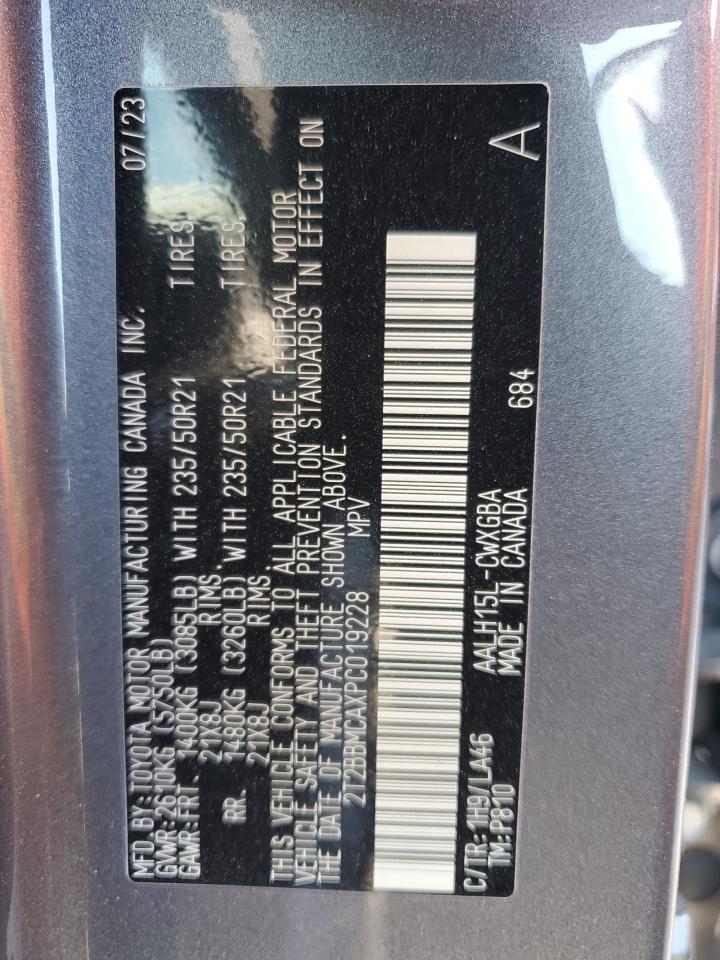 MFD BY: TOYOTA MOTOR MANUFACTURING CANADA INC. 07/23
GVWR: 2610KG (5750LB)
GAWR: FRT. 1400KG (3085LB) WITH 235/50R21 TIRES,
21X8J RIMS,
RR. 1480KG (3260LB) WITH 235/50R21 TIRES,
21X8J RIMS,
THIS VEHICLE CONFORMS TO ALL APPLICABLE FEDERAL MOTOR
VEHICLE SAFETY AND THEFT PREVENTION STANDARDS IN EFFECT ON
THE DATE OF MANUFACTURE SHOWN ABOVE.
2T2BBMCAXPC019228 MPV
C/TR: 1H9/LA46 AALH15L-CWXGBA
TM: P810 MADE IN CANADA 684 A